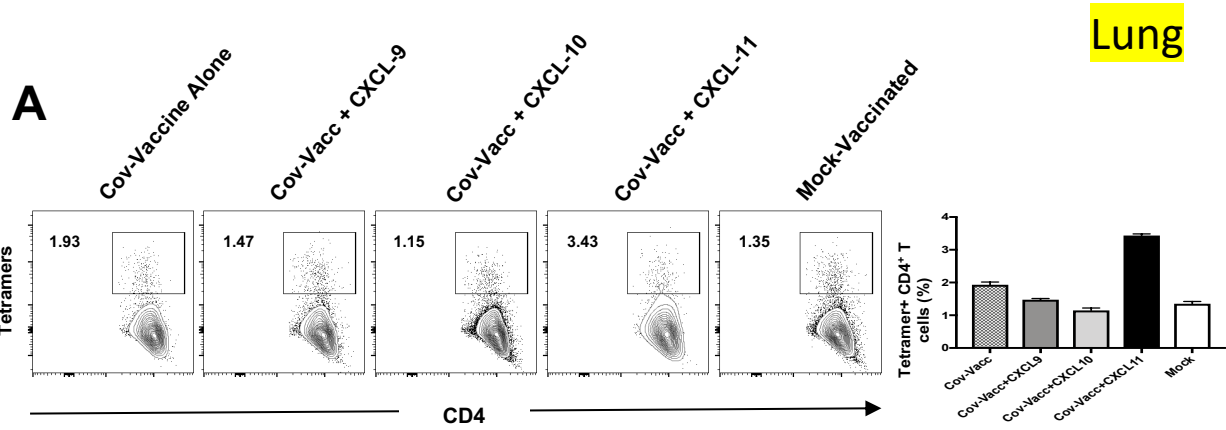 Lung
A
Cov-Vaccine Alone
Cov-Vacc + CXCL-9
Cov-Vacc + CXCL-10
Cov-Vacc + CXCL-11
Mock-Vaccinated
Tetramers
1.93
1.47
1.15
3.43
1.35
CD4
Tetramer+ CD4+ T
cells (%)
4
3
2
1
0
Cov-Vacc
Cov-Vacc+CXCL9
Cov-Vacc+CXCL10
Cov-Vacc+CXCL11
Mock